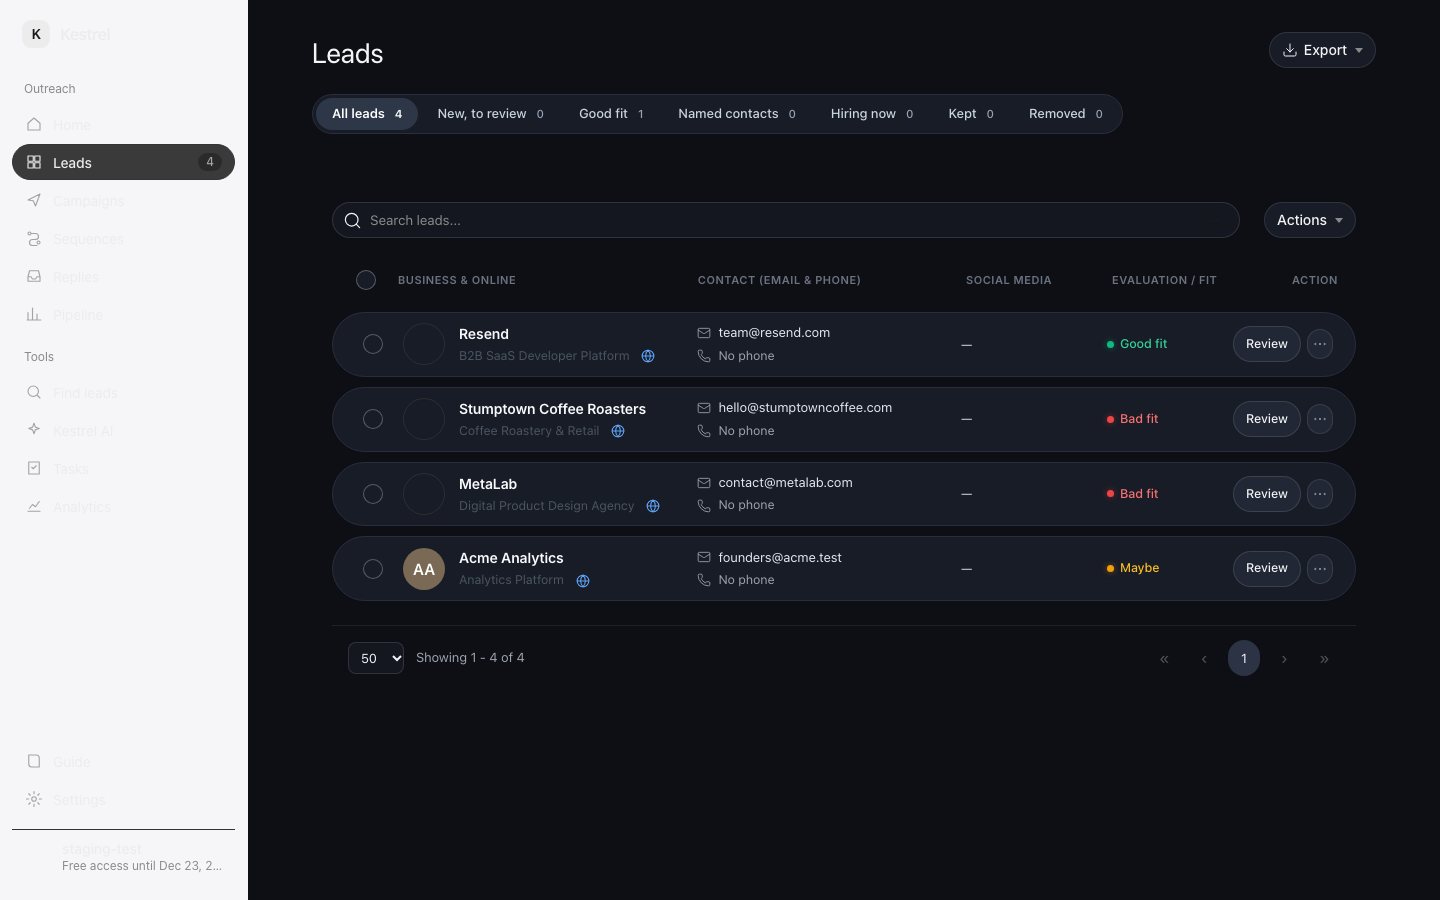 K Kestrel
Outreach
Home
Leads 4
Campaigns
Sequences
Replies
Pipeline
Tools
Find leads
Kestrel AI
Tasks
Analytics
Guide
Settings
staging-test
Free access until Dec 23, 2...
Leads
Export
All leads 4 New, to review 0 Good fit 1 Named contacts 0 Hiring now 0 Kept 0 Removed 0
Search leads...
Actions
BUSINESS & ONLINE CONTACT (EMAIL & PHONE) SOCIAL MEDIA EVALUATION / FIT ACTION
Resend
B2B SaaS Developer Platform
team@resend.com
No phone
—
Good fit
Review
Stumptown Coffee Roasters
Coffee Roastery & Retail
hello@stumptowncoffee.com
No phone
—
Bad fit
Review
MetaLab
Digital Product Design Agency
contact@metalab.com
No phone
—
Bad fit
Review
AA
Acme Analytics
Analytics Platform
founders@acme.test
No phone
—
Maybe
Review
50 Showing 1 - 4 of 4
« ‹ 1 › »